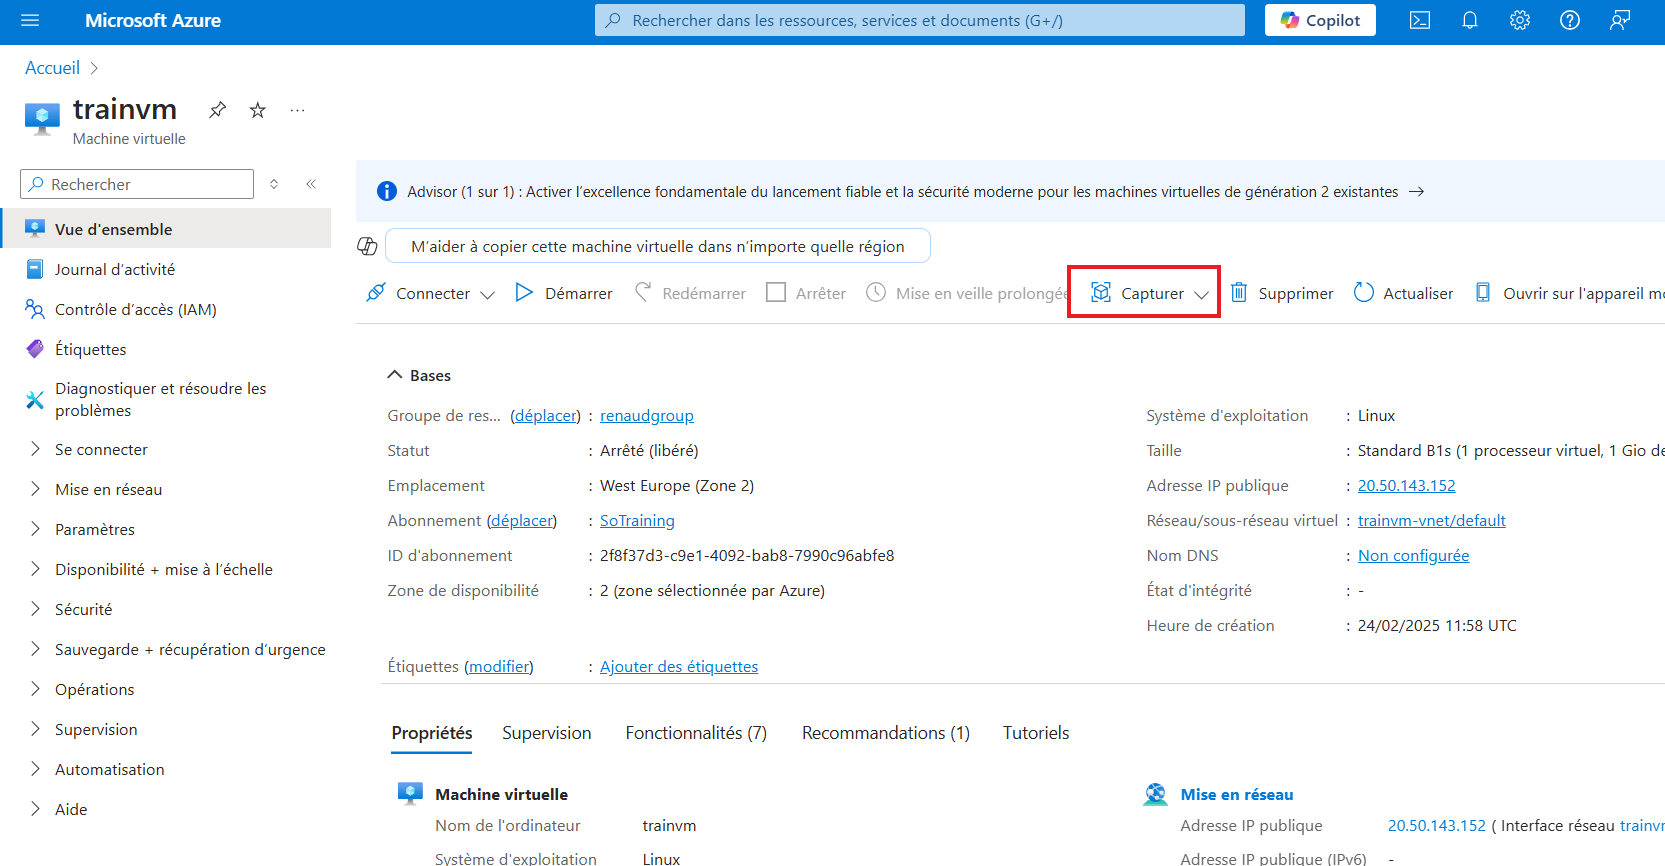 Microsoft Azure
Rechercher dans les ressources, services et documents (G+/)
Copilot
Accueil
trainvm
Machine virtuelle
Rechercher
Vue d'ensemble
Journal d’activité
Contrôle d’accès (IAM)
Étiquettes
Diagnostiquer et résoudre les
problèmes
Se connecter
Mise en réseau
Paramètres
Disponibilité + mise à l’échelle
Sécurité
Sauvegarde + récupération d’urgence
Opérations
Supervision
Automatisation
Aide
Advisor (1 sur 1) : Activer l’excellence fondamentale du lancement fiable et la sécurité moderne pour les machines virtuelles de génération 2 existantes →
M’aider à copier cette machine virtuelle dans n’importe quelle région
Connecter Démarrer Redémarrer Arrêter Mise en veille prolongée Capturer Supprimer Actualiser Ouvrir sur l'appareil mo
Bases
Groupe de res... (déplacer) : renaudgroup
Statut : Arrêté (libéré)
Emplacement : West Europe (Zone 2)
Abonnement (déplacer) : SoTraining
ID d'abonnement : 2f8f37d3-c9e1-4092-bab8-7990c96abfe8
Zone de disponibilité : 2 (zone sélectionnée par Azure)
Système d'exploitation : Linux
Taille : Standard B1s (1 processeur virtuel, 1 Gio de
Adresse IP publique : 20.50.143.152
Réseau/sous-réseau virtuel : trainvm-vnet/default
Nom DNS : Non configurée
État d'intégrité : -
Heure de création : 24/02/2025 11:58 UTC
Étiquettes (modifier) : Ajouter des étiquettes
Propriétés Supervision Fonctionnalités (7) Recommandations (1) Tutoriels
Machine virtuelle
Nom de l'ordinateur trainvm
Système d'exploitation Linux
Mise en réseau
Adresse IP publique 20.50.143.152 ( Interface réseau trainvm
Adresse IP publique (IPv6) -